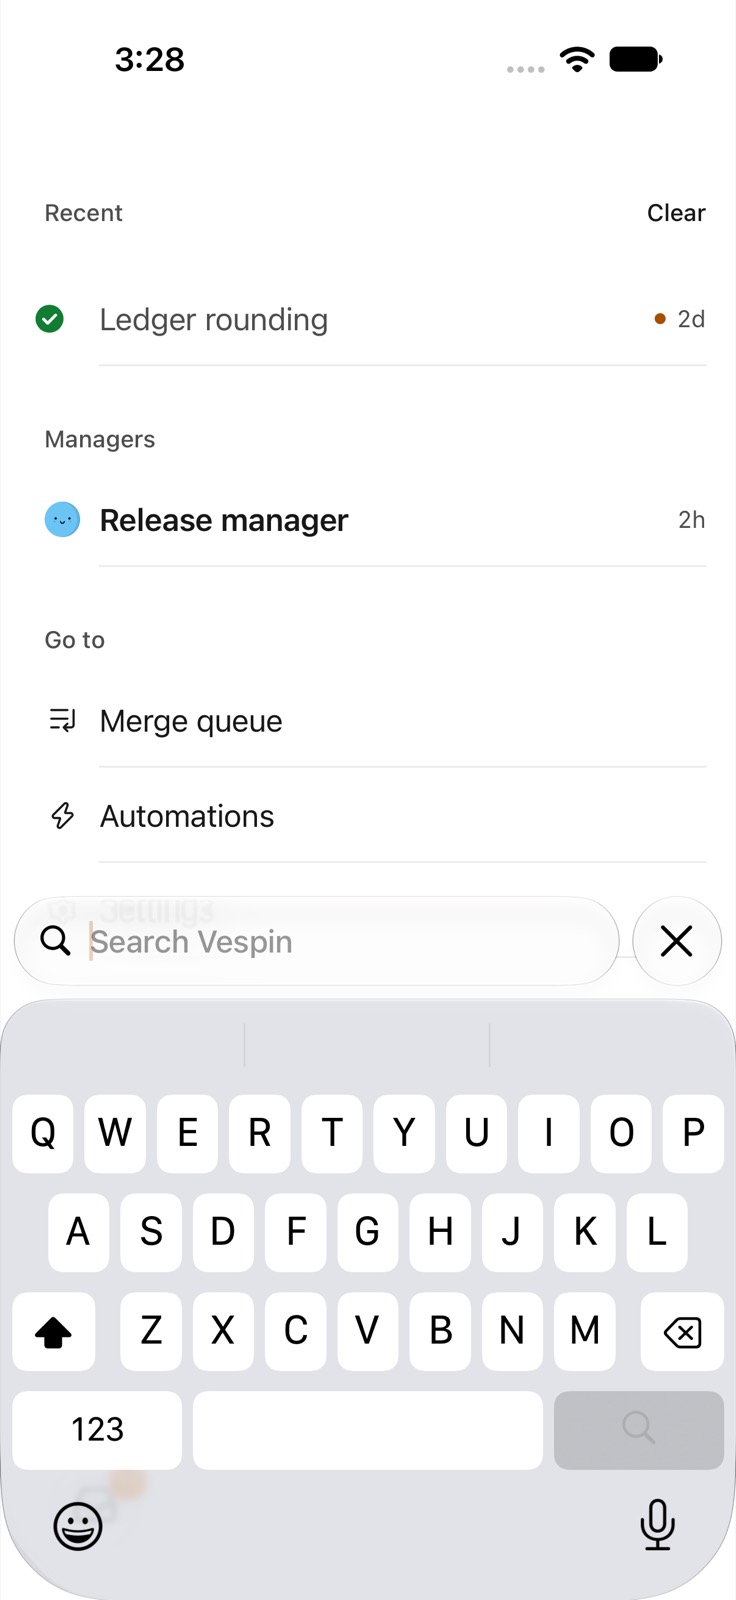 3:28
Recent
Clear
Ledger rounding
2d
Managers
Release manager
2h
Go to
Merge queue
Automations
Settings
Search Vespin
Q W E R T Y U I O P
A S D F G H J K L
Z X C V B N M
123